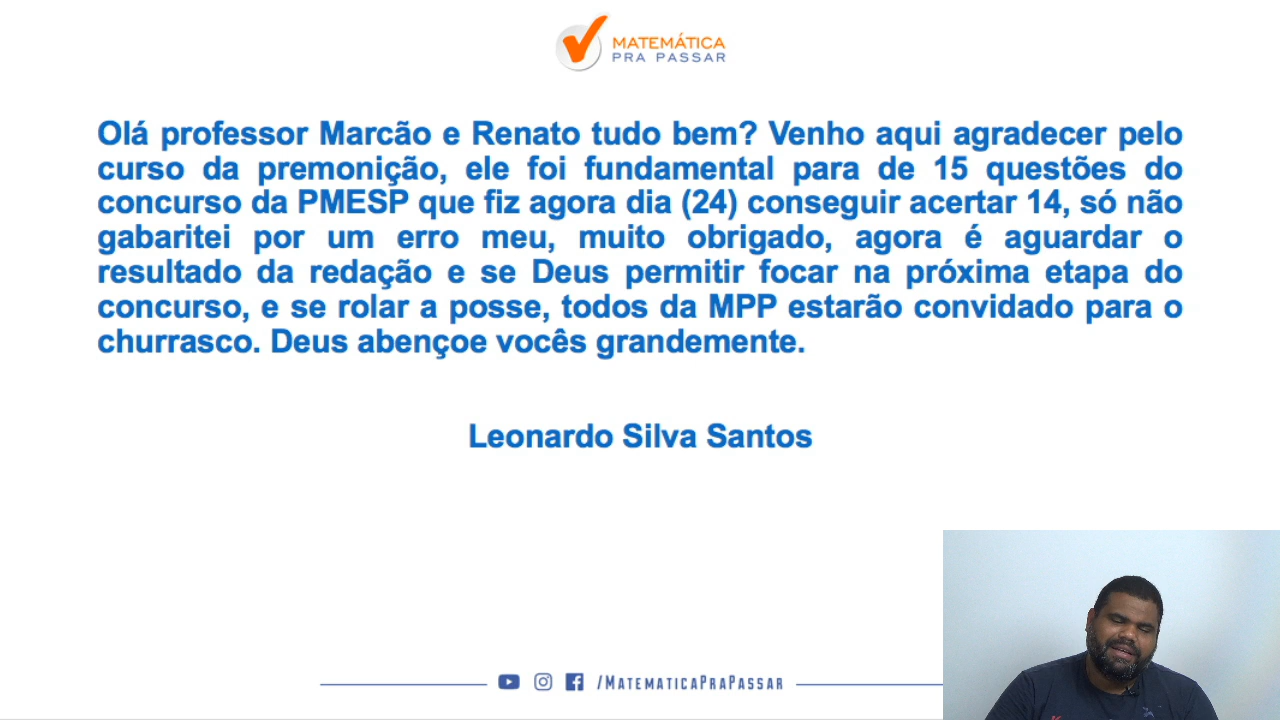 MATEMÁTICA
PRA PASSAR
Olá professor Marcão e Renato tudo bem? Venho aqui agradecer pelo
curso da premonição, ele foi fundamental para de 15 questões do
concurso da PMESP que fiz agora dia (24) conseguir acertar 14, só não
gabaritei por um erro meu, muito obrigado, agora é aguardar o
resultado da redação e se Deus permitir focar na próxima etapa do
concurso, e se rolar a posse, todos da MPP estarão convidado para o
churrasco. Deus abençoe vocês grandemente.
Leonardo Silva Santos
/MATEMATICAPRAPASSAR